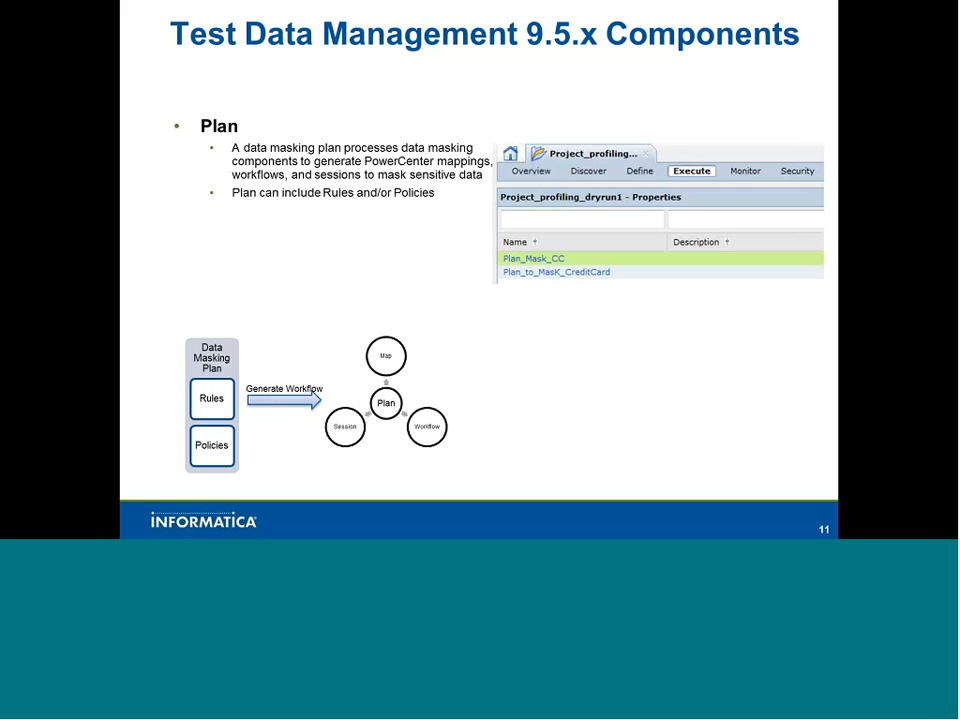 Test Data Management 9.5.x Components
• Plan
• A data masking plan processes data masking
components to generate PowerCenter mappings,
workflows, and sessions to mask sensitive data
• Plan can include Rules and/or Policies
Project_profiling...
Overview Discover Define Execute Monitor Security
Project_profiling_dryrun1 - Properties
Name Description
Plan_Mask_CC
Plan_to_MasK_CreditCard
Data
Masking
Plan
Rules
Policies
Generate Workflow
Map
Plan
Session
Workflow
INFORMATICA
11